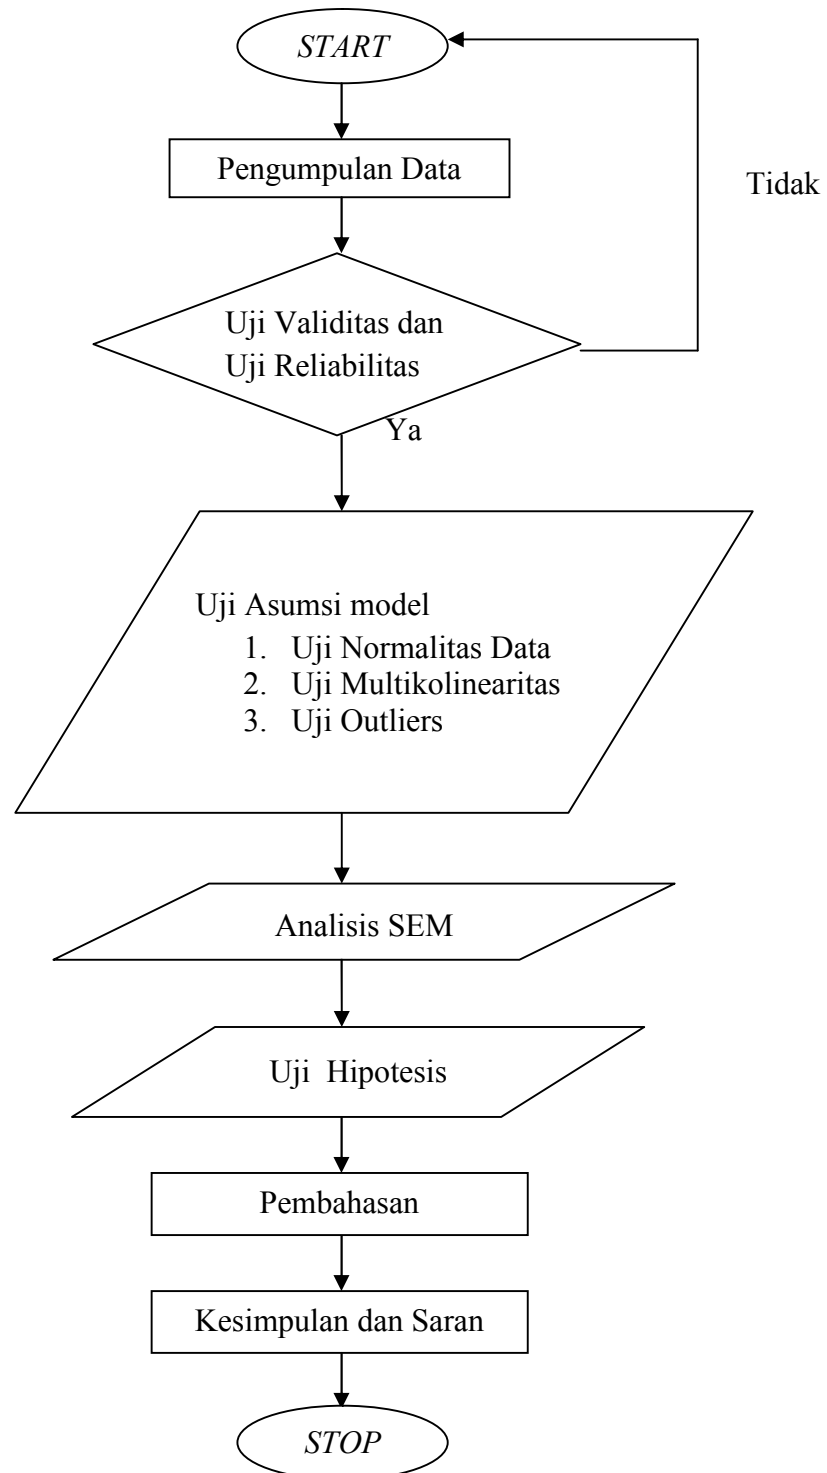 START
Pengumpulan Data
Tidak
Uji Validitas dan
Uji Reliabilitas
Ya
Uji Asumsi model
1. Uji Normalitas Data
2. Uji Multikolinearitas
3. Uji Outliers
Analisis SEM
Uji Hipotesis
Pembahasan
Kesimpulan dan Saran
STOP